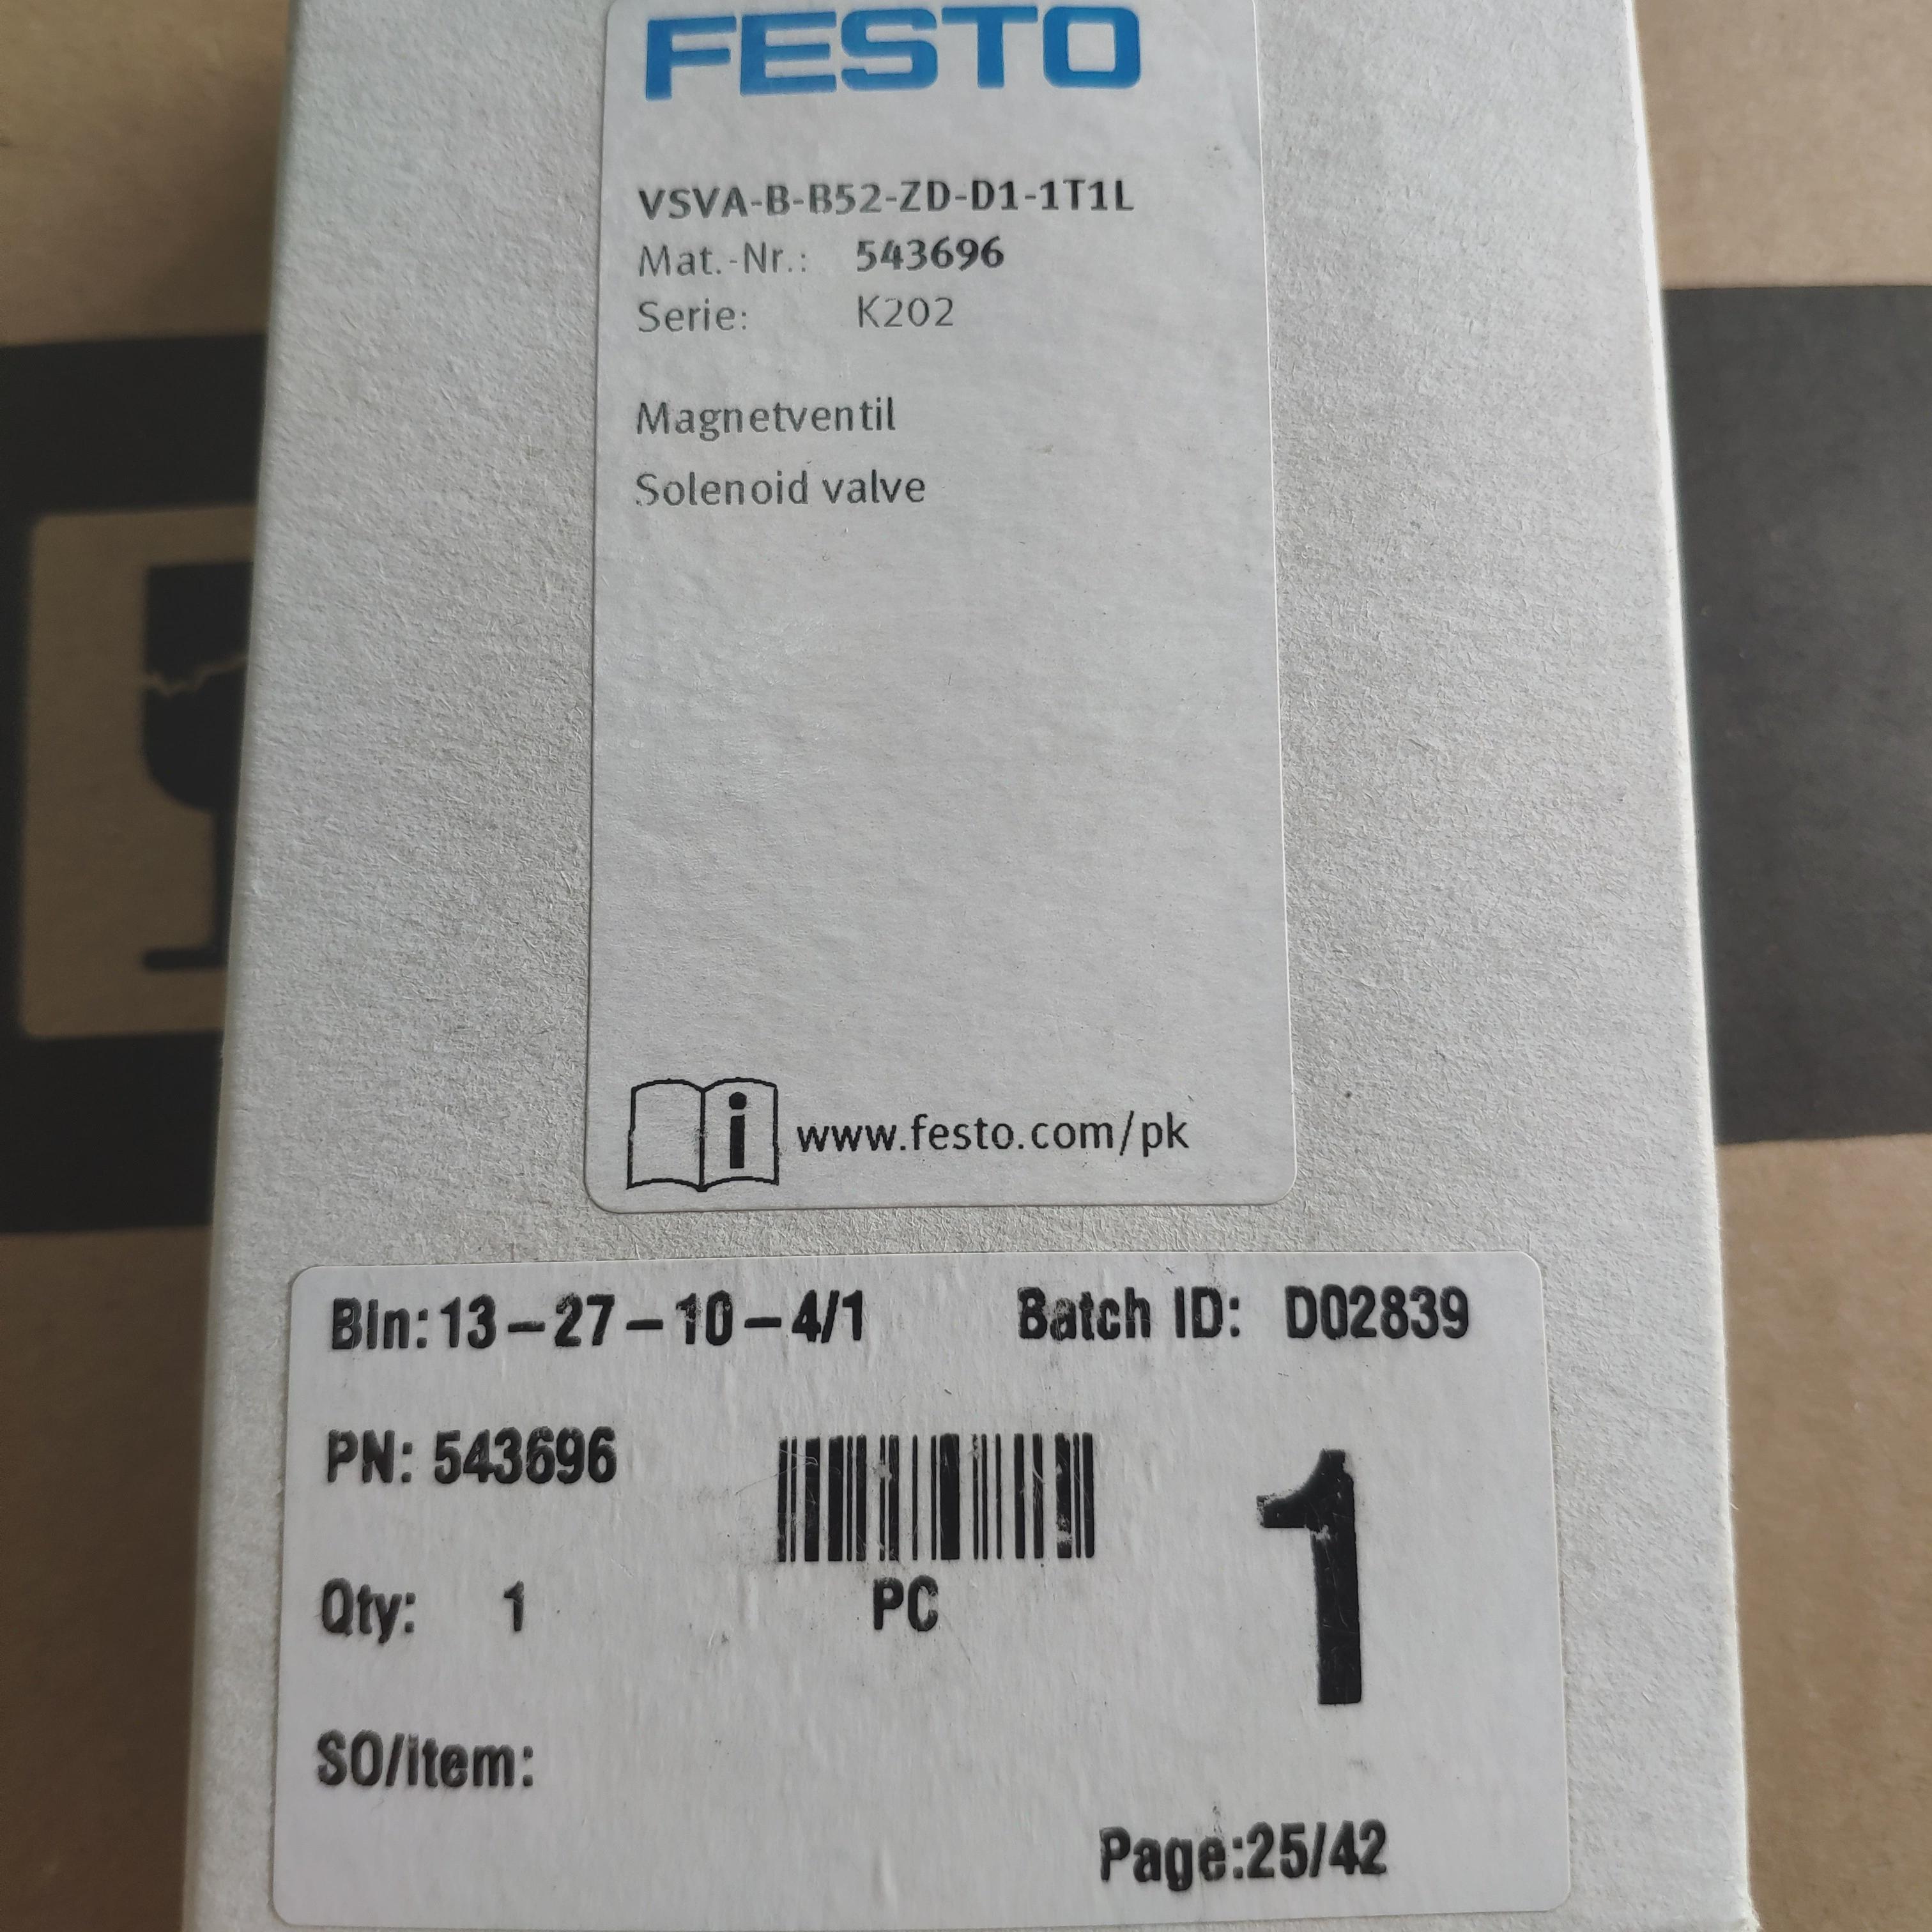 FESTO
VSVA-B-B52-ZD-D1-1T1L
Mat.-Nr.: 543696
Serie: K202
Magnetventil
Solenoid valve
i www.festo.com/pk
Bin:13-27-10-4/1 Batch ID: D02839
PN: 543696
1
Qty: 1 PC
SO/Item:
Page:25/42